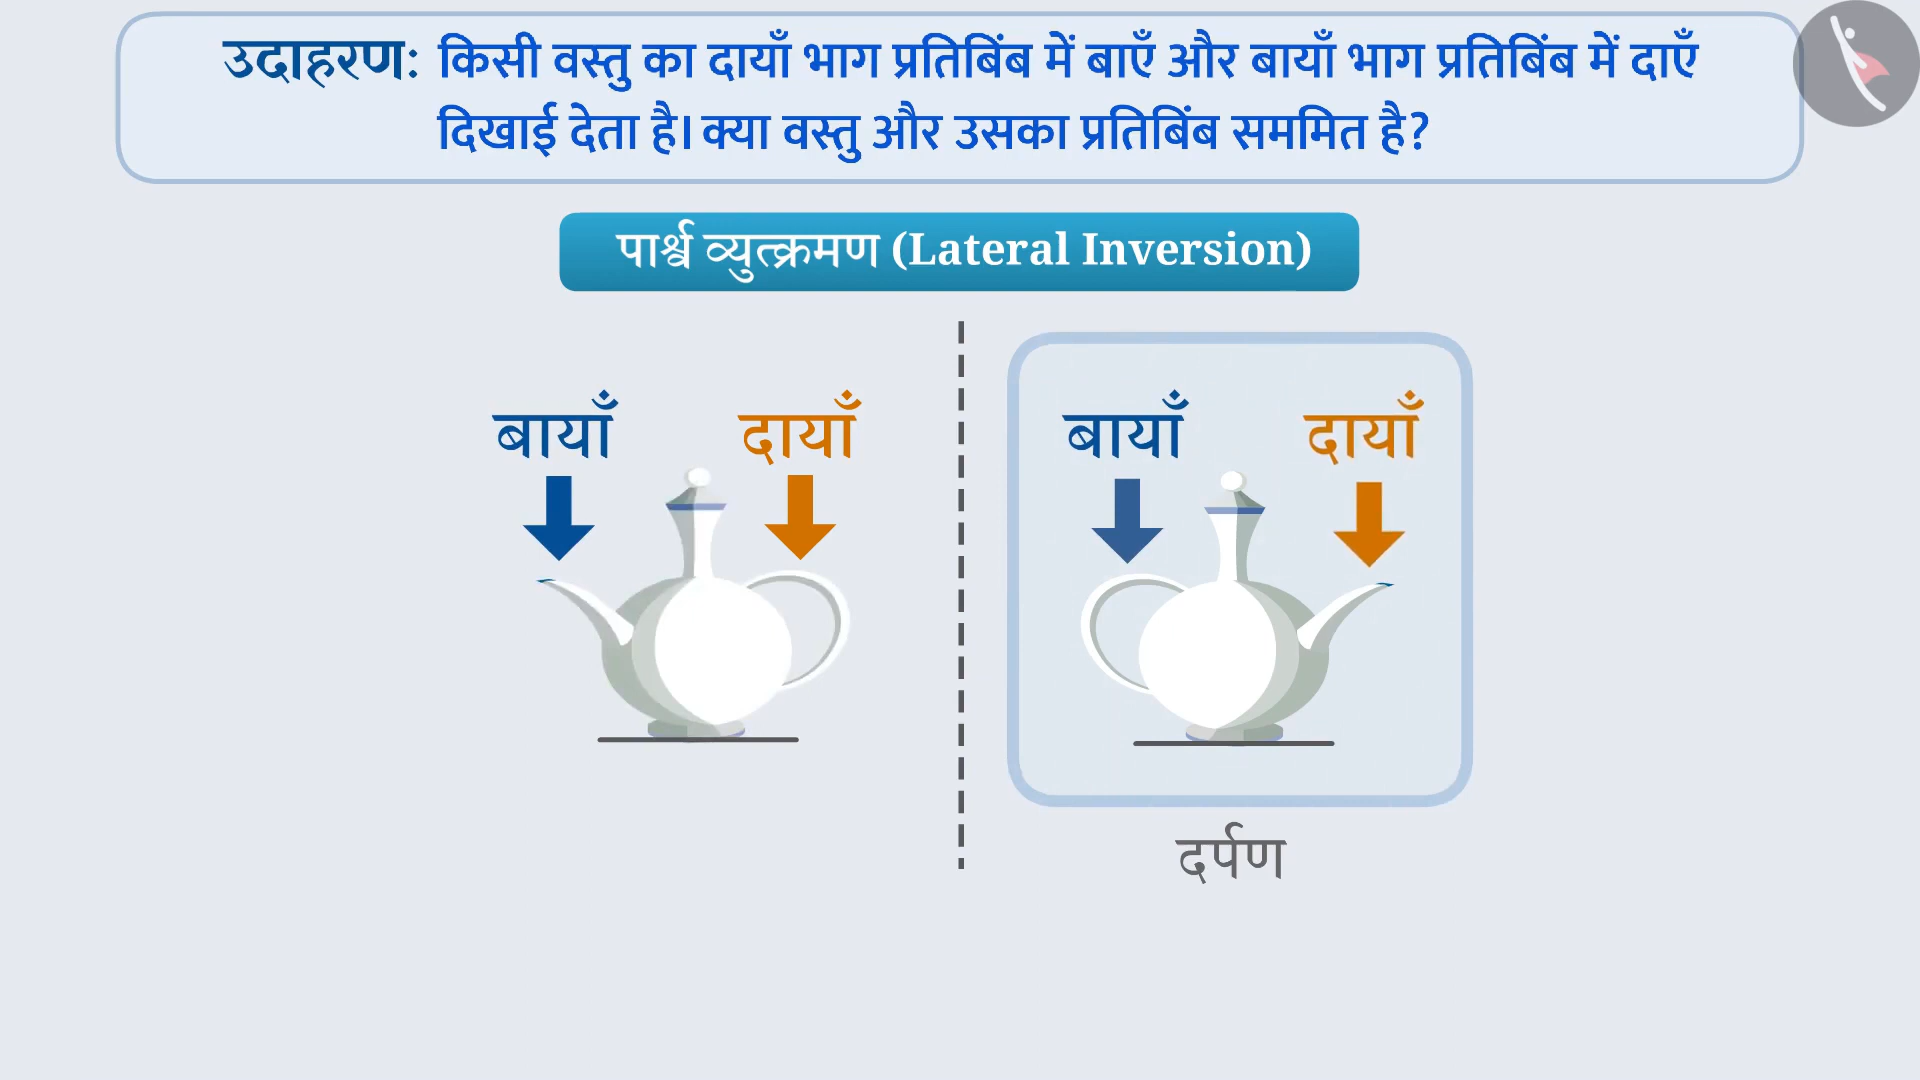 उदाहरण: किसी वस्तु का दायाँ भाग प्रतिबिंब में बाएँ और बायाँ भाग प्रतिबिंब में दाएँ
दिखाई देता है। क्या वस्तु और उसका प्रतिबिंब सममित है?
पार्श्व व्युत्क्रमण (Lateral Inversion)
बायाँ दायाँ बायाँ दायाँ
दर्पण